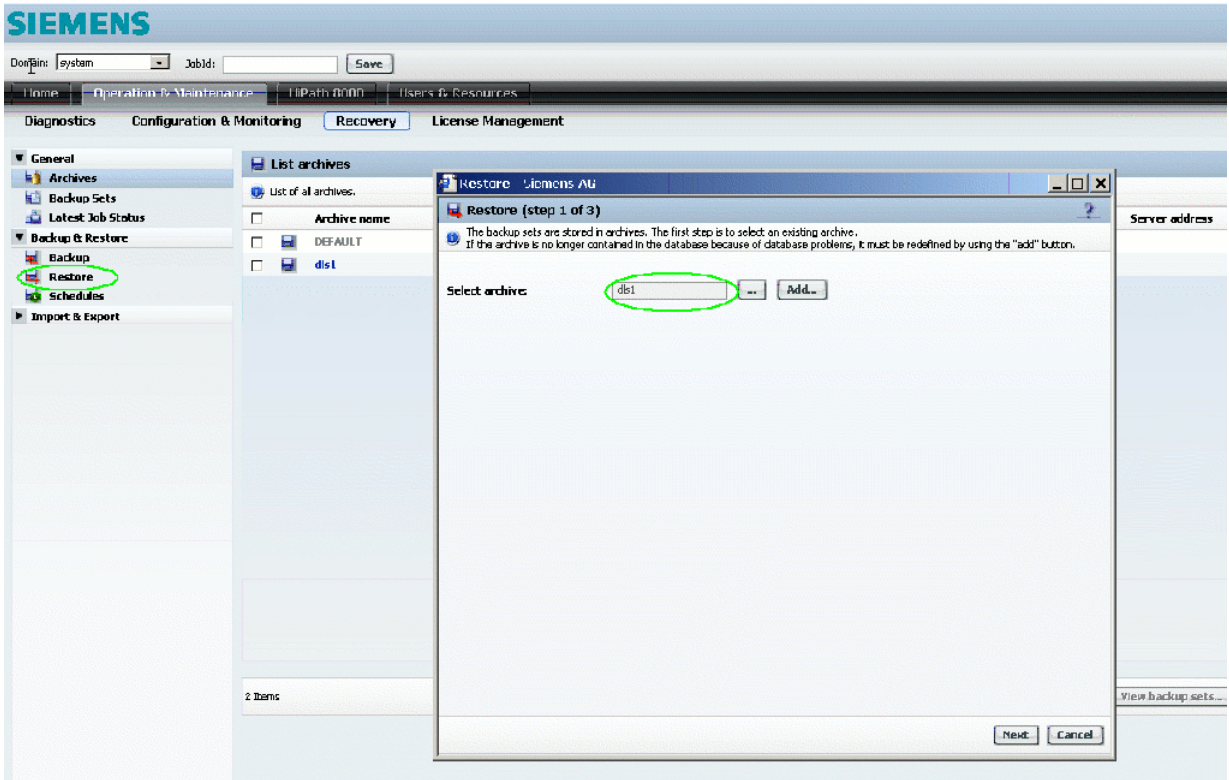 SIEMENS
Domain: system JobId: Save
Home Operation & Maintenance HiPath 8000 Users & Resources
Diagnostics Configuration & Monitoring Recovery License Management
General
Archives
Backup Sets
Latest Job Status
Backup & Restore
Backup
Restore
Schedules
Import & Export
List archives
List of all archives.
Archive name
Server address
DEFAULT
dls1
2 Items
View backup sets...
Restore - Siemens AG
Restore (step 1 of 3)
The backup sets are stored in archives. The first step is to select an existing archive.
If the archive is no longer contained in the database because of database problems, it must be redefined by using the "add" button.
Select archive: dls1 ... Add...
Next Cancel